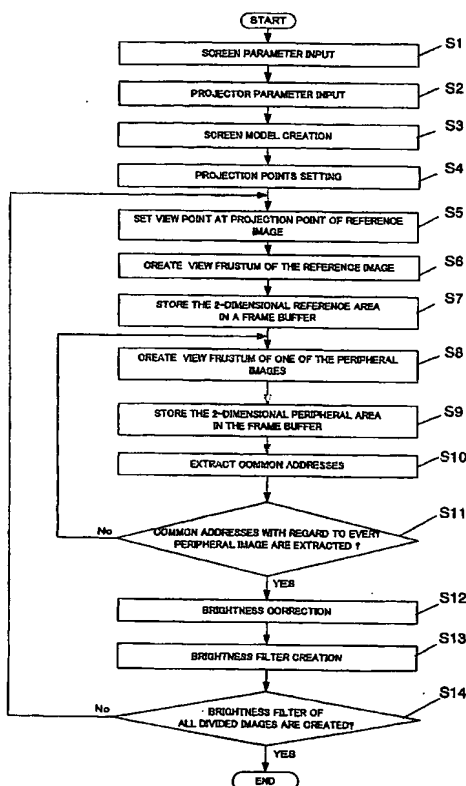 START
S1
SCREEN PARAMETER INPUT
S2
PROJECTOR PARAMETER INPUT
S3
SCREEN MODEL CREATION
S4
PROJECTION POINTS SETTING
S5
SET VIEW POINT AT PROJECTION POINT OF REFERENCE
IMAGE
S6
CREATE VIEW FRUSTUM OF THE REFERENCE IMAGE
S7
STORE THE 2-DIMENSIONAL REFERENCE AREA
IN A FRAME BUFFER
S8
CREATE VIEW FRUSTUM OF ONE OF THE PERIPHERAL
IMAGES
S9
STORE THE 2-DIMENSIONAL PERIPHERAL AREA
IN THE FRAME BUFFER
S10
EXTRACT COMMON ADDRESSES
S11
No
COMMON ADDRESSES WITH REGARD TO EVERY
PERIPHERAL IMAGE ARE EXTRACTED ?
YES
S12
BRIGHTNESS CORRECTION
S13
BRIGHTNESS FILTER CREATION
S14
No
BRIGHTNESS FILTER OF
ALL DIVIDED IMAGES ARE CREATED?
YES
END